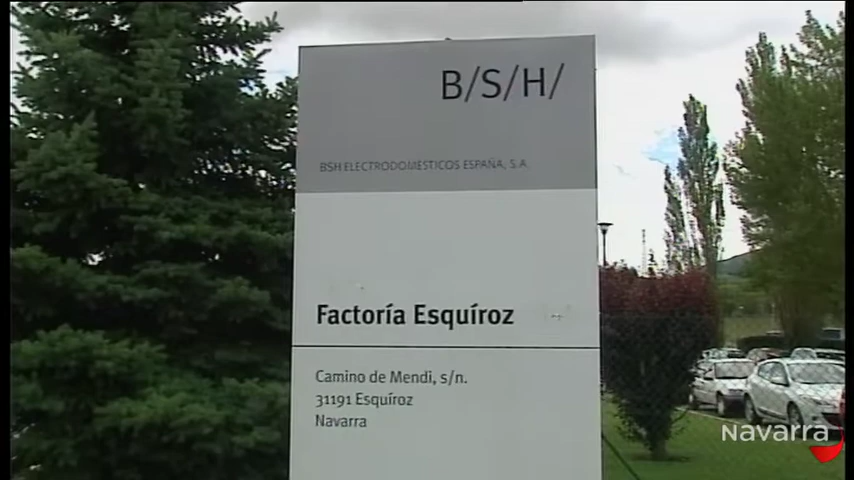 B/S/H/
BSH ELECTRODOMESTICOS ESPAÑA, S.A.
Factoría Esquíroz
Camino de Mendi, s/n.
31191 Esquíroz
Navarra
Navarra